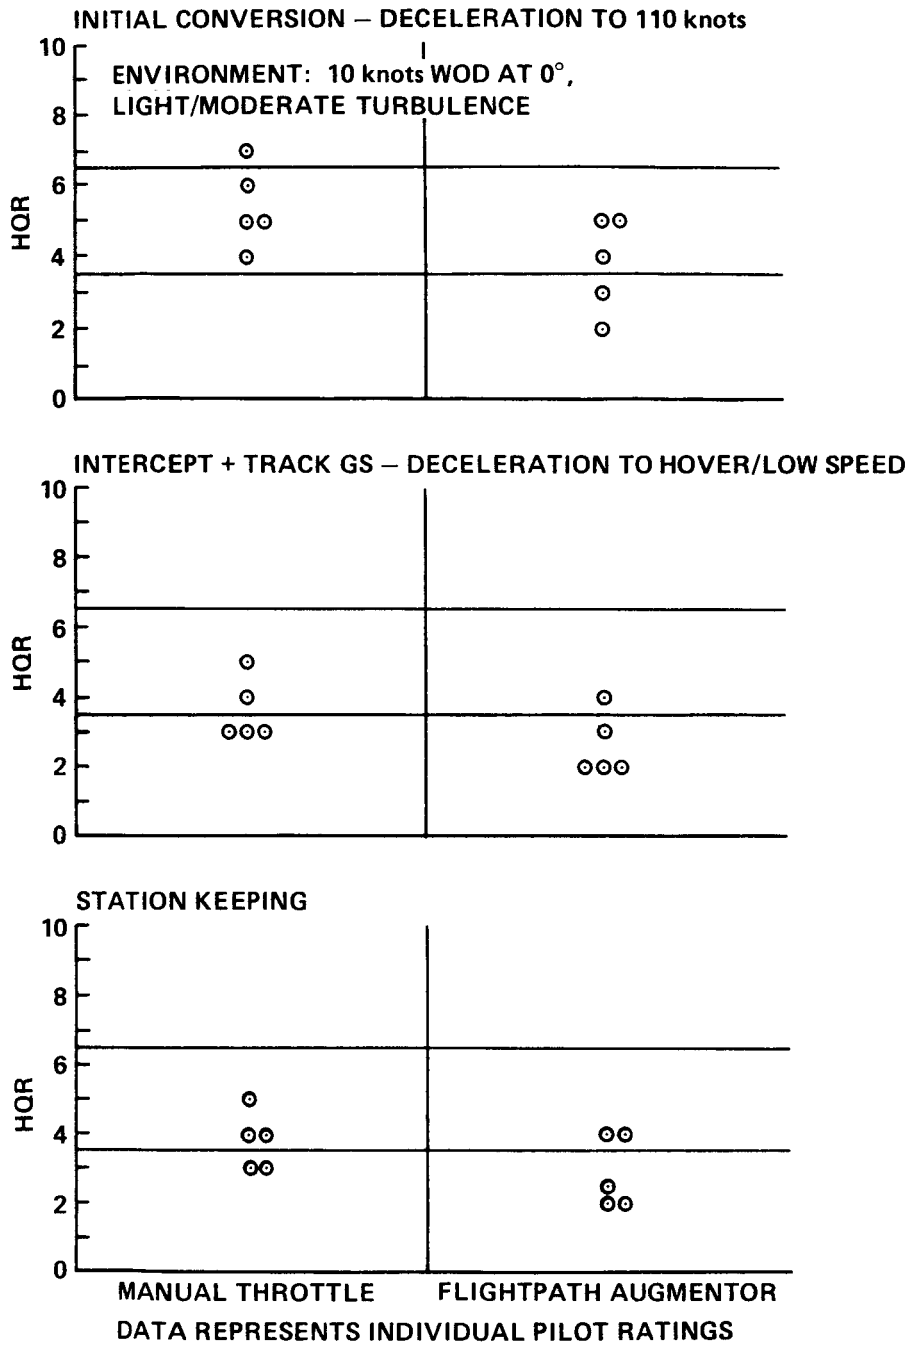 INITIAL CONVERSION – DECELERATION TO 110 knots
10
ENVIRONMENT: 10 knots WOD AT 0°,
LIGHT/MODERATE TURBULENCE
8
6
HQR
4
2
0
INTERCEPT + TRACK GS – DECELERATION TO HOVER/LOW SPEED
10
8
6
HQR
4
2
0
STATION KEEPING
10
8
6
HQR
4
2
0
MANUAL THROTTLE FLIGHTPATH AUGMENTOR
DATA REPRESENTS INDIVIDUAL PILOT RATINGS